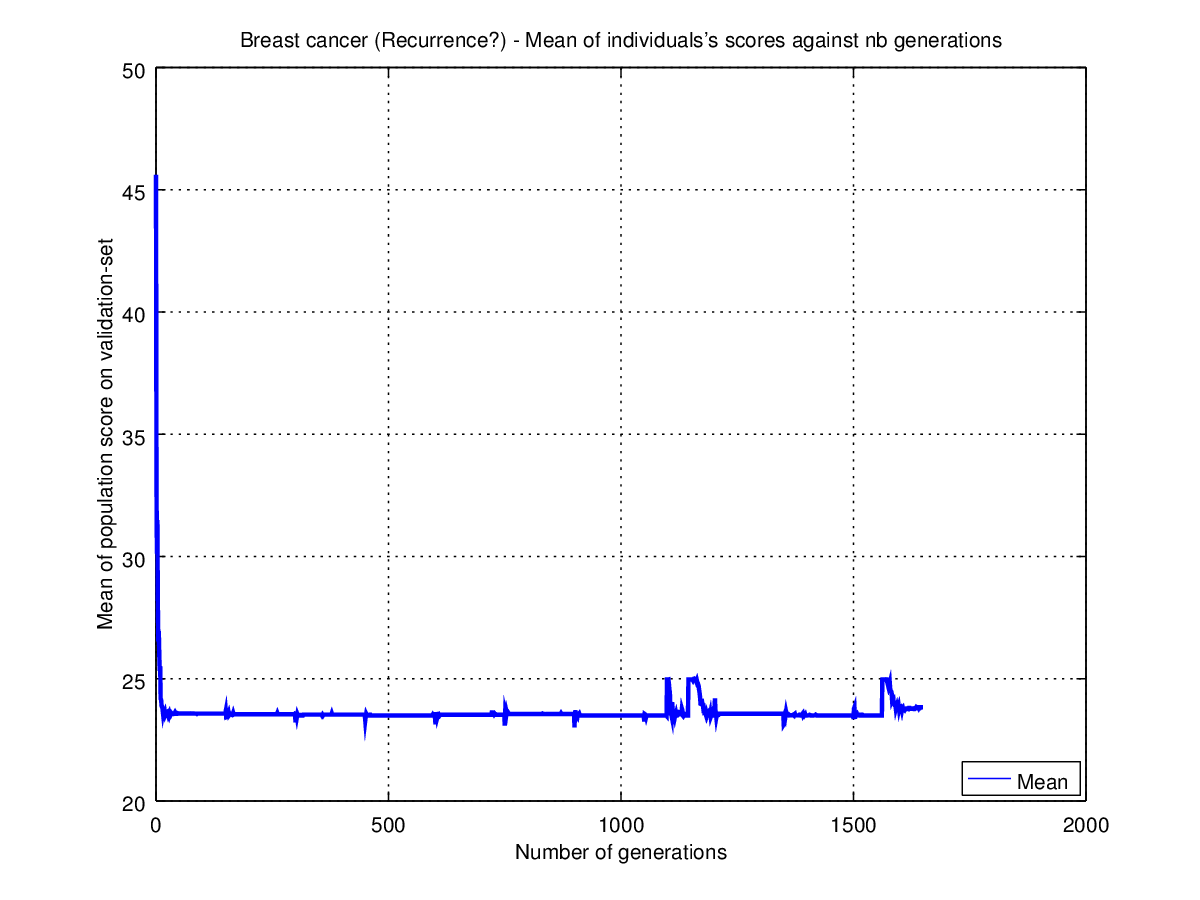 Breast cancer (Recurrence?) - Mean of individuals's scores against nb generations
50
45
40
35
30
25
20
Mean of population score on validation-set
0 500 1000 1500 2000
Number of generations
Mean